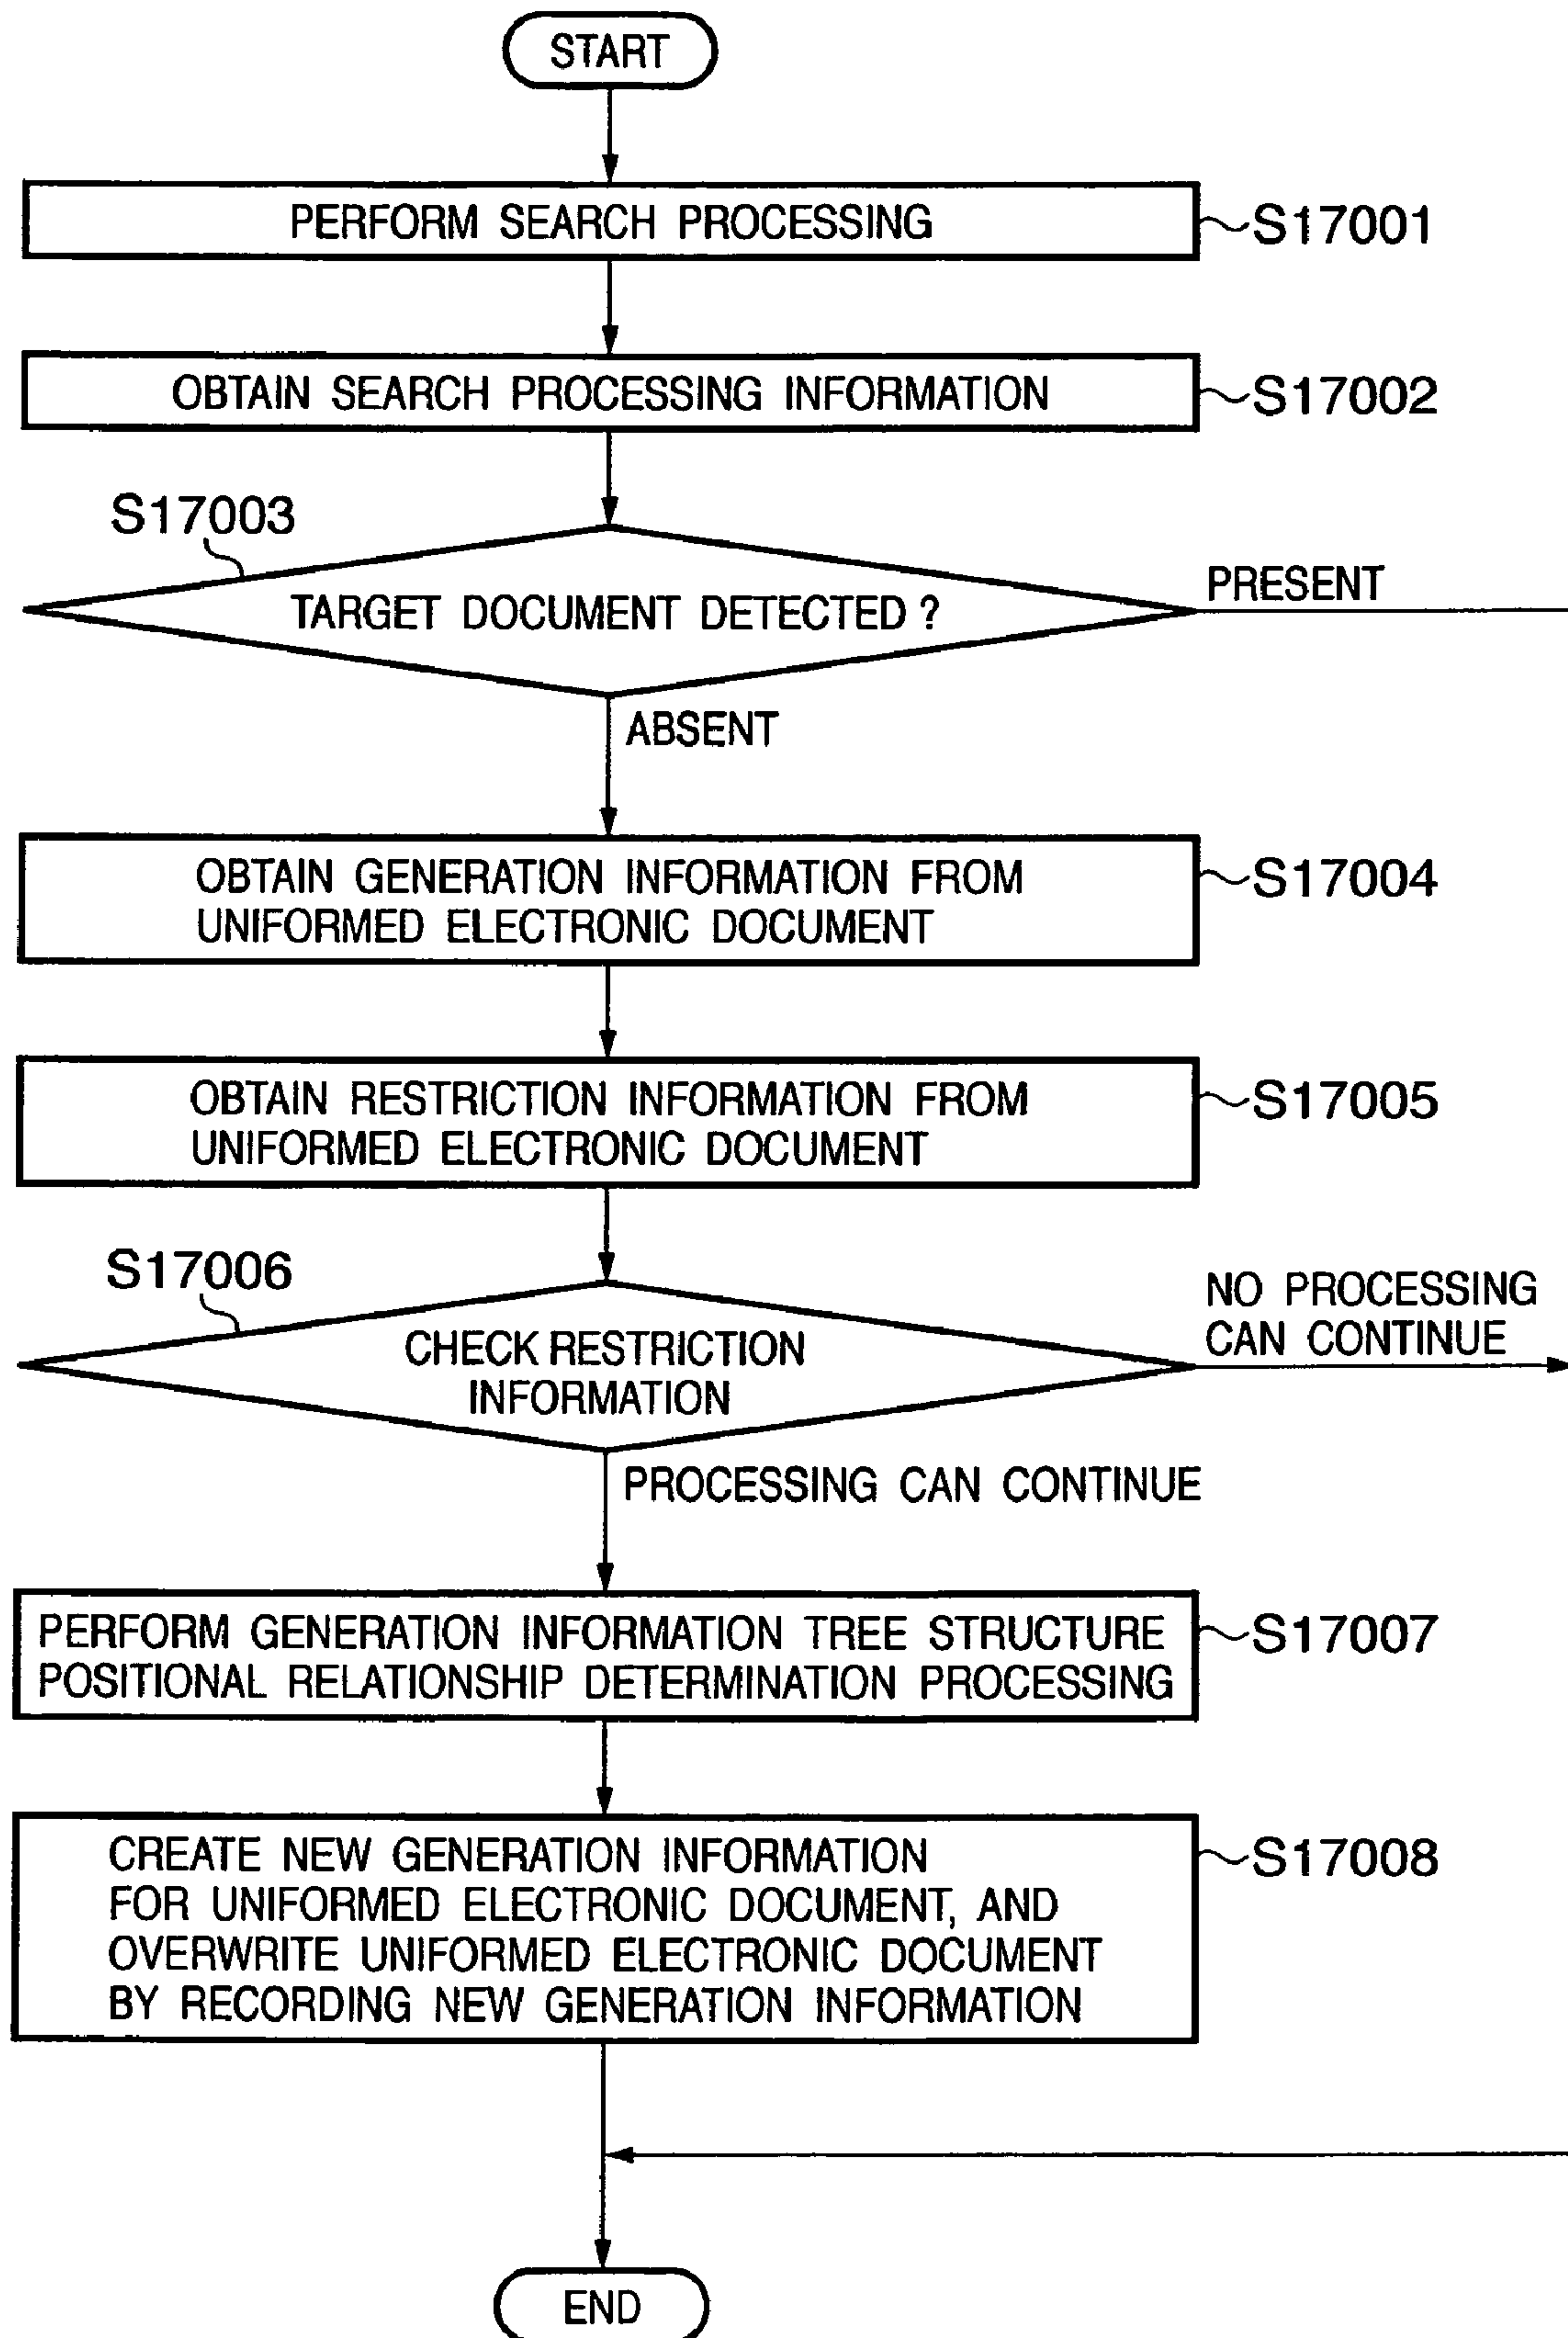 START
PERFORM SEARCH PROCESSING
S17001
OBTAIN SEARCH PROCESSING INFORMATION
S17002
S17003
TARGET DOCUMENT DETECTED ?
PRESENT
ABSENT
OBTAIN GENERATION INFORMATION FROM
UNIFORMED ELECTRONIC DOCUMENT
S17004
OBTAIN RESTRICTION INFORMATION FROM
UNIFORMED ELECTRONIC DOCUMENT
S17005
S17006
CHECK RESTRICTION
INFORMATION
NO PROCESSING
CAN CONTINUE
PROCESSING CAN CONTINUE
PERFORM GENERATION INFORMATION TREE STRUCTURE
POSITIONAL RELATIONSHIP DETERMINATION PROCESSING
S17007
CREATE NEW GENERATION INFORMATION
FOR UNIFORMED ELECTRONIC DOCUMENT, AND
OVERWRITE UNIFORMED ELECTRONIC DOCUMENT
BY RECORDING NEW GENERATION INFORMATION
S17008
END